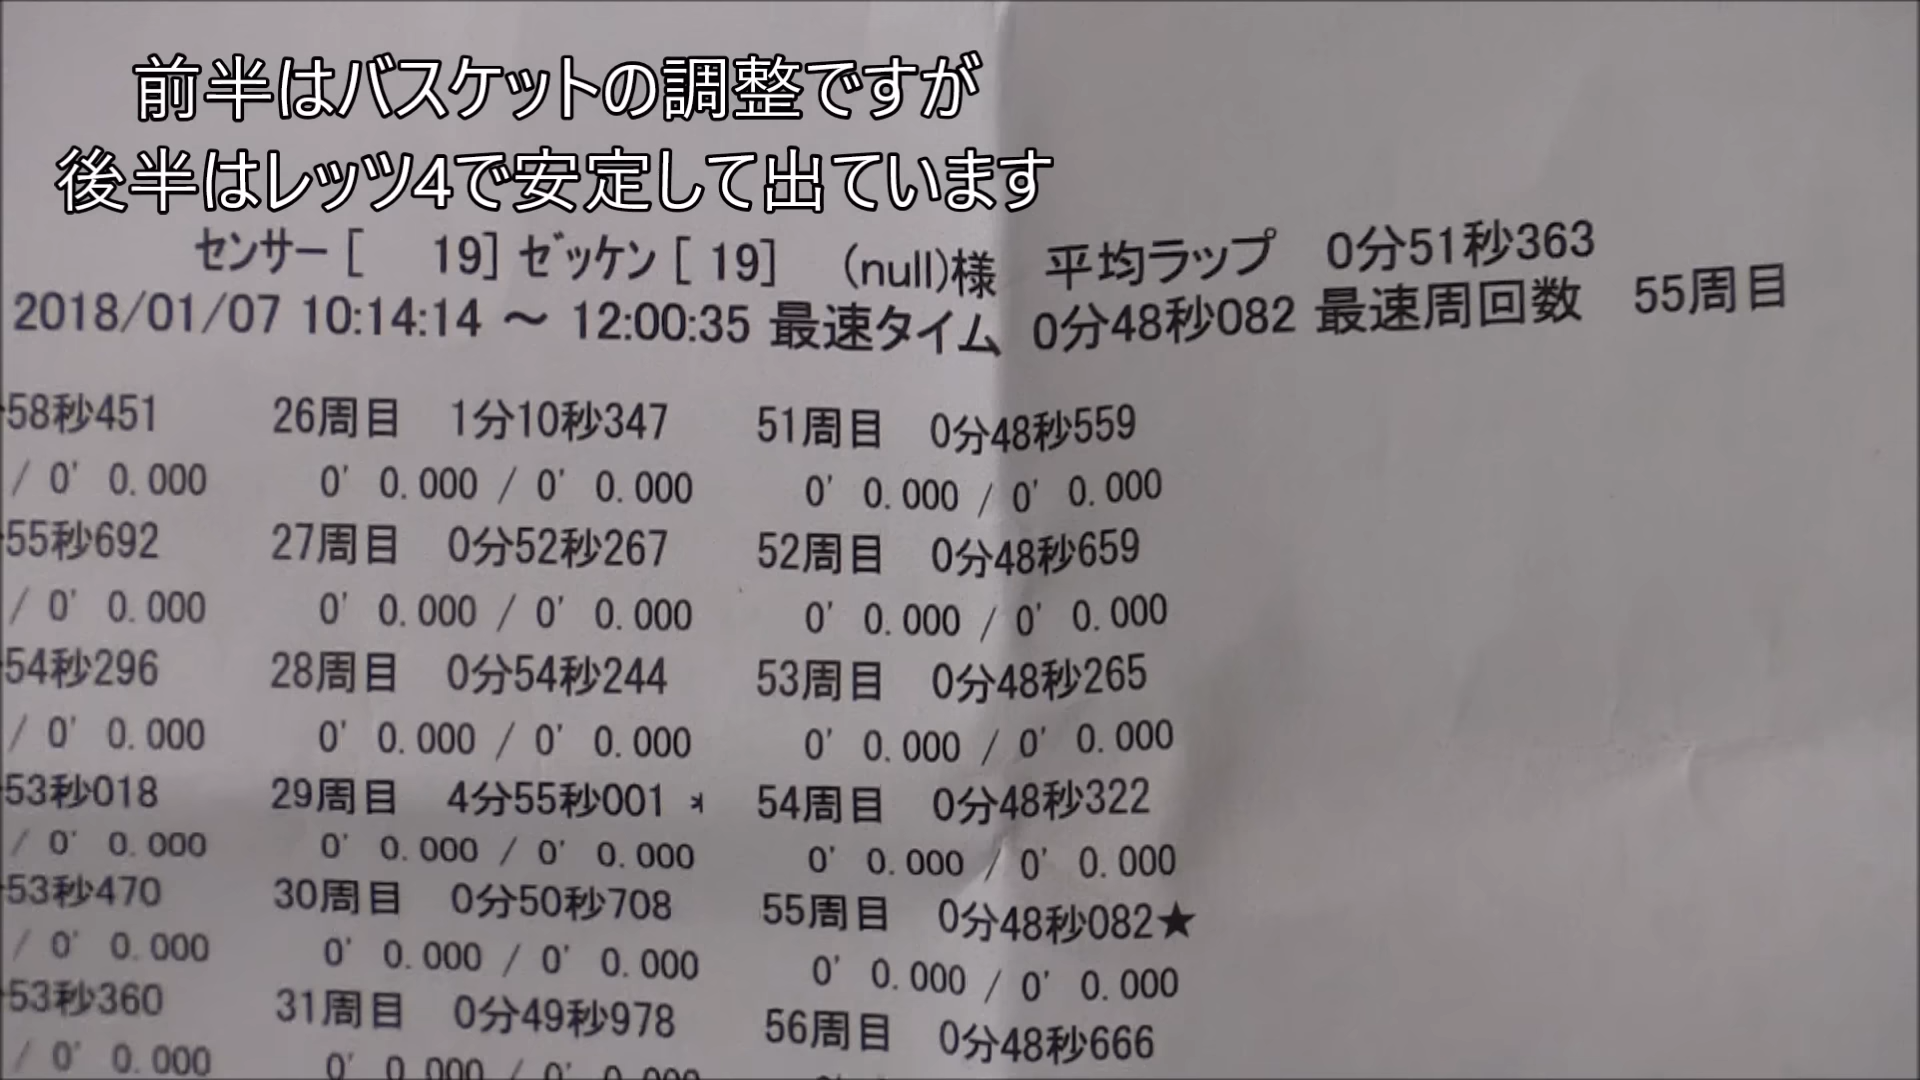 前半はバスケットの調整ですが
後半はレッツ4で安定して出ています
センサー [ 19] ｾﾞｯｹﾝ [ 19] (null)様 平均ラップ 0分51秒363
2018/01/07 10:14:14 ～ 12:00:35 最速タイム 0分48秒082 最速周回数 55周目
58秒451 26周目 1分10秒347 51周目 0分48秒559
/ 0' 0.000 0' 0.000 / 0' 0.000 0' 0.000 / 0' 0.000
55秒692 27周目 0分52秒267 52周目 0分48秒659
/ 0' 0.000 0' 0.000 / 0' 0.000 0' 0.000 / 0' 0.000
54秒296 28周目 0分54秒244 53周目 0分48秒265
/ 0' 0.000 0' 0.000 / 0' 0.000 0' 0.000 / 0' 0.000
53秒018 29周目 4分55秒001 * 54周目 0分48秒322
/ 0' 0.000 0' 0.000 / 0' 0.000 0' 0.000 / 0' 0.000
53秒470 30周目 0分50秒708 55周目 0分48秒082★
/ 0' 0.000 0' 0.000 / 0' 0.000 0' 0.000 / 0' 0.000
53秒360 31周目 0分49秒978 56周目 0分48秒666
/ 0' 0.000 0' 0.000 / 0' 0.000